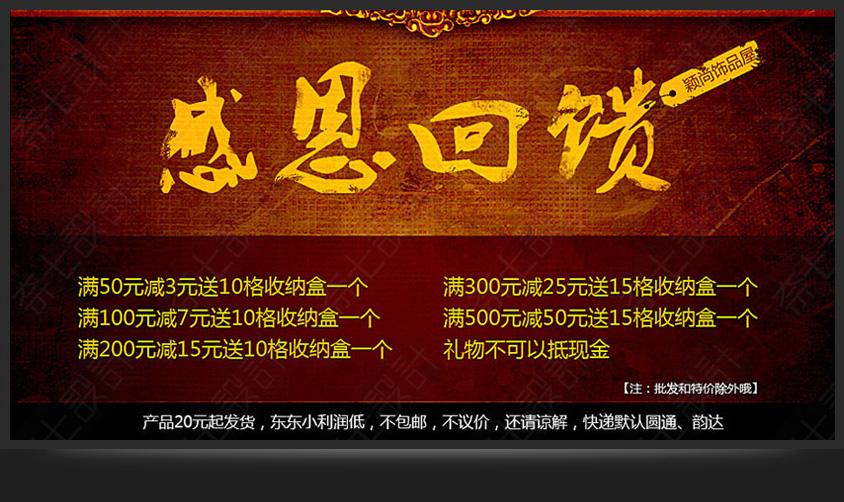 感恩回馈
颖尚饰品屋
满50元减3元送10格收纳盒一个
满100元减7元送10格收纳盒一个
满200元减15元送10格收纳盒一个
满300元减25元送15格收纳盒一个
满500元减50元送15格收纳盒一个
礼物不可以抵现金
【注：批发和特价除外哦】
产品20元起发货，东东小利润低，不包邮，不议价，还请谅解，快递默认圆通、韵达